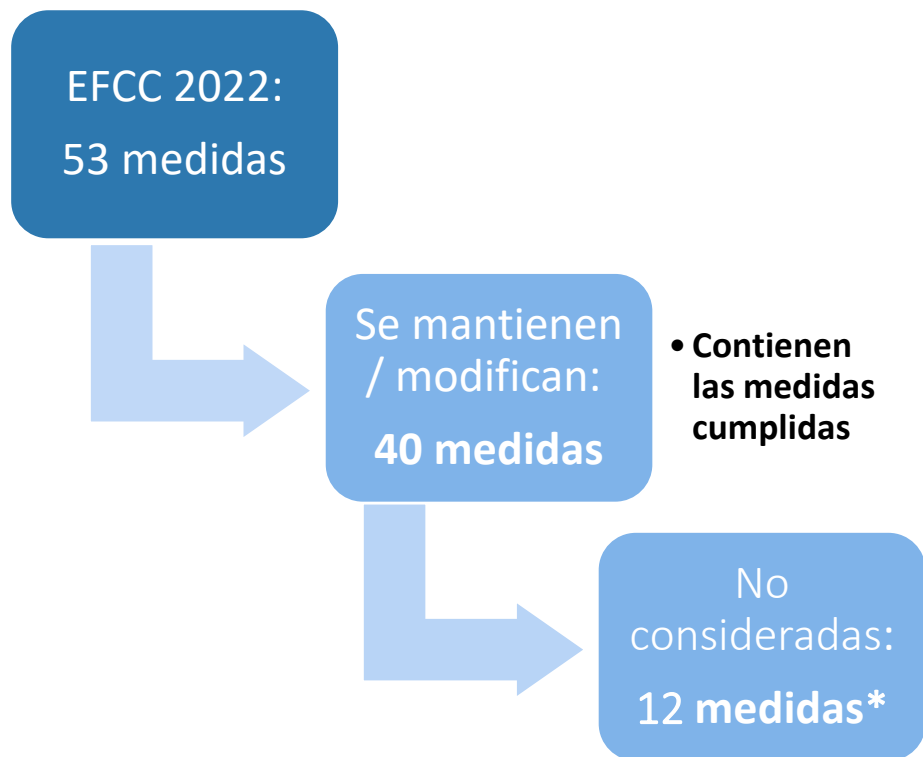 EFCC 2022:
53 medidas
Se mantienen
/ modifican:
40 medidas
• Contienen
las medidas
cumplidas
No
consideradas:
12 medidas*